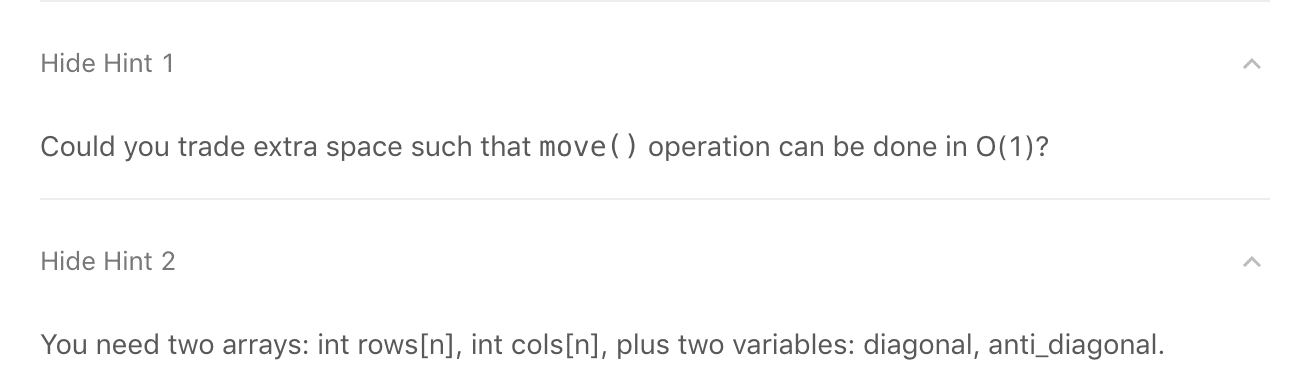 Hide Hint 1
Could you trade extra space such that move() operation can be done in O(1)?
Hide Hint 2
You need two arrays: int rows[n], int cols[n], plus two variables: diagonal, anti_diagonal.